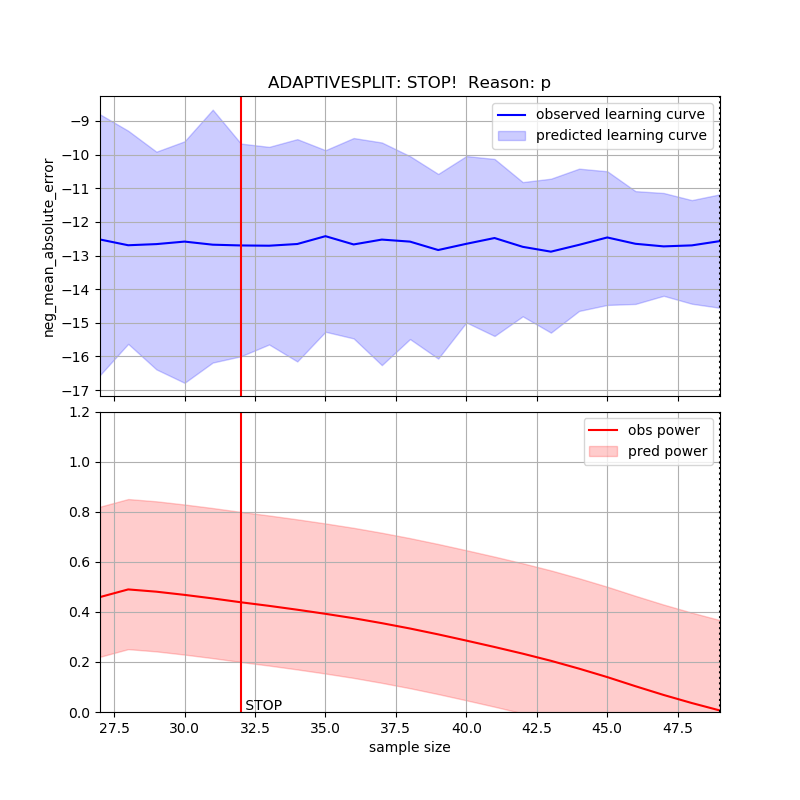 ADAPTIVESPLIT: STOP!  Reason: p
observed learning curve
predicted learning curve
neg_mean_absolute_error
−9
−10
−11
−12
−13
−14
−15
−16
−17
obs power
pred power
1.2
1.0
0.8
0.6
0.4
0.2
0.0
STOP
27.5 30.0 32.5 35.0 37.5 40.0 42.5 45.0 47.5
sample size